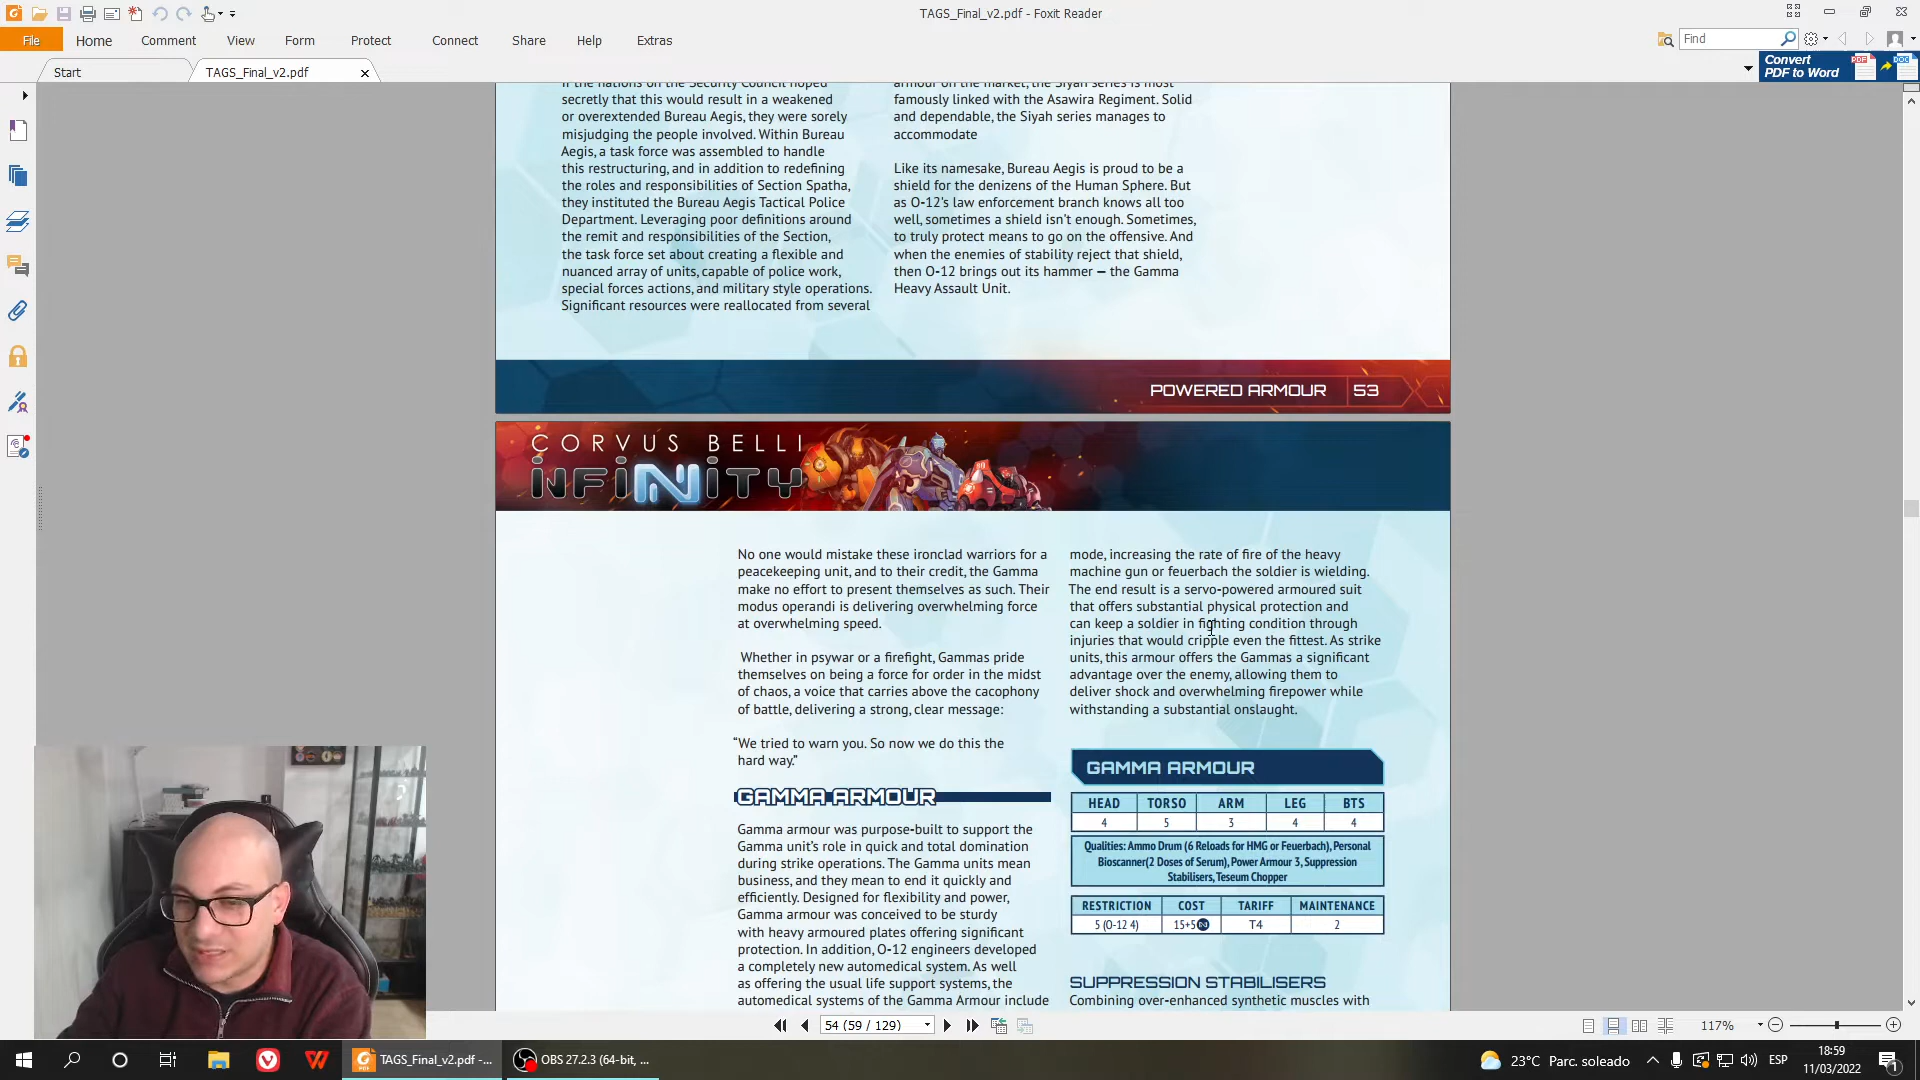 TAGS_Final_v2.pdf - Foxit Reader
File
Home
Comment
View
Form
Protect
Connect
Share
Help
Extras
Find
Start
TAGS_Final_v2.pdf
Convert
PDF to Word
If the nations on the Security Council hoped
secretly that this would result in a weakened
or overextended Bureau Aegis, they were sorely
misjudging the people involved. Within Bureau
Aegis, a task force was assembled to handle
this restructuring, and in addition to redefining
the roles and responsibilities of Section Spatha,
they instituted the Bureau Aegis Tactical Police
Department. Leveraging poor definitions around
the remit and responsibilities of the Section,
the task force set about creating a flexible and
nuanced array of units, capable of police work,
special forces actions, and military style operations.
Significant resources were reallocated from several
armour on the market, the Siyah series is most
famously linked with the Asawira Regiment. Solid
and dependable, the Siyah series manages to
accommodate
Like its namesake, Bureau Aegis is proud to be a
shield for the denizens of the Human Sphere. But
as O-12's law enforcement branch knows all too
well, sometimes a shield isn't enough. Sometimes,
to truly protect means to go on the offensive. And
when the enemies of stability reject that shield,
then O-12 brings out its hammer – the Gamma
Heavy Assault Unit.
POWERED ARMOUR 53
CORVUS BELLI
INFINITY
No one would mistake these ironclad warriors for a
peacekeeping unit, and to their credit, the Gamma
make no effort to present themselves as such. Their
modus operandi is delivering overwhelming force
at overwhelming speed.
Whether in psywar or a firefight, Gammas pride
themselves on being a force for order in the midst
of chaos, a voice that carries above the cacophony
of battle, delivering a strong, clear message:
“We tried to warn you. So now we do this the
hard way.”
GAMMA ARMOUR
Gamma armour was purpose-built to support the
Gamma unit's role in quick and total domination
during strike operations. The Gamma units mean
business, and they mean to end it quickly and
efficiently. Designed for flexibility and power,
Gamma armour was conceived to be sturdy
with heavy armoured plates offering significant
protection. In addition, O-12 engineers developed
a completely new automedical system. As well
as offering the usual life support systems, the
automedical systems of the Gamma Armour include
mode, increasing the rate of fire of the heavy
machine gun or feuerbach the soldier is wielding.
The end result is a servo-powered armoured suit
that offers substantial physical protection and
can keep a soldier in fighting condition through
injuries that would cripple even the fittest. As strike
units, this armour offers the Gammas a significant
advantage over the enemy, allowing them to
deliver shock and overwhelming firepower while
withstanding a substantial onslaught.
GAMMA ARMOUR
HEAD TORSO ARM LEG BTS
4 5 3 4 4
Qualities: Ammo Drum (6 Reloads for HMG or Feuerbach), Personal
Bioscanner(2 Doses of Serum), Power Armour 3, Suppression
Stabilisers, Teseum Chopper
RESTRICTION COST TARIFF MAINTENANCE
5 (O-12 4) 15+5 T4 2
SUPPRESSION STABILISERS
Combining over-enhanced synthetic muscles with
54 (59 / 129)
117%
TAGS_Final_v2.pdf -...
OBS 27.2.3 (64-bit, ...
23°C Parc. soleado
ESP
18:59
11/03/2022
1